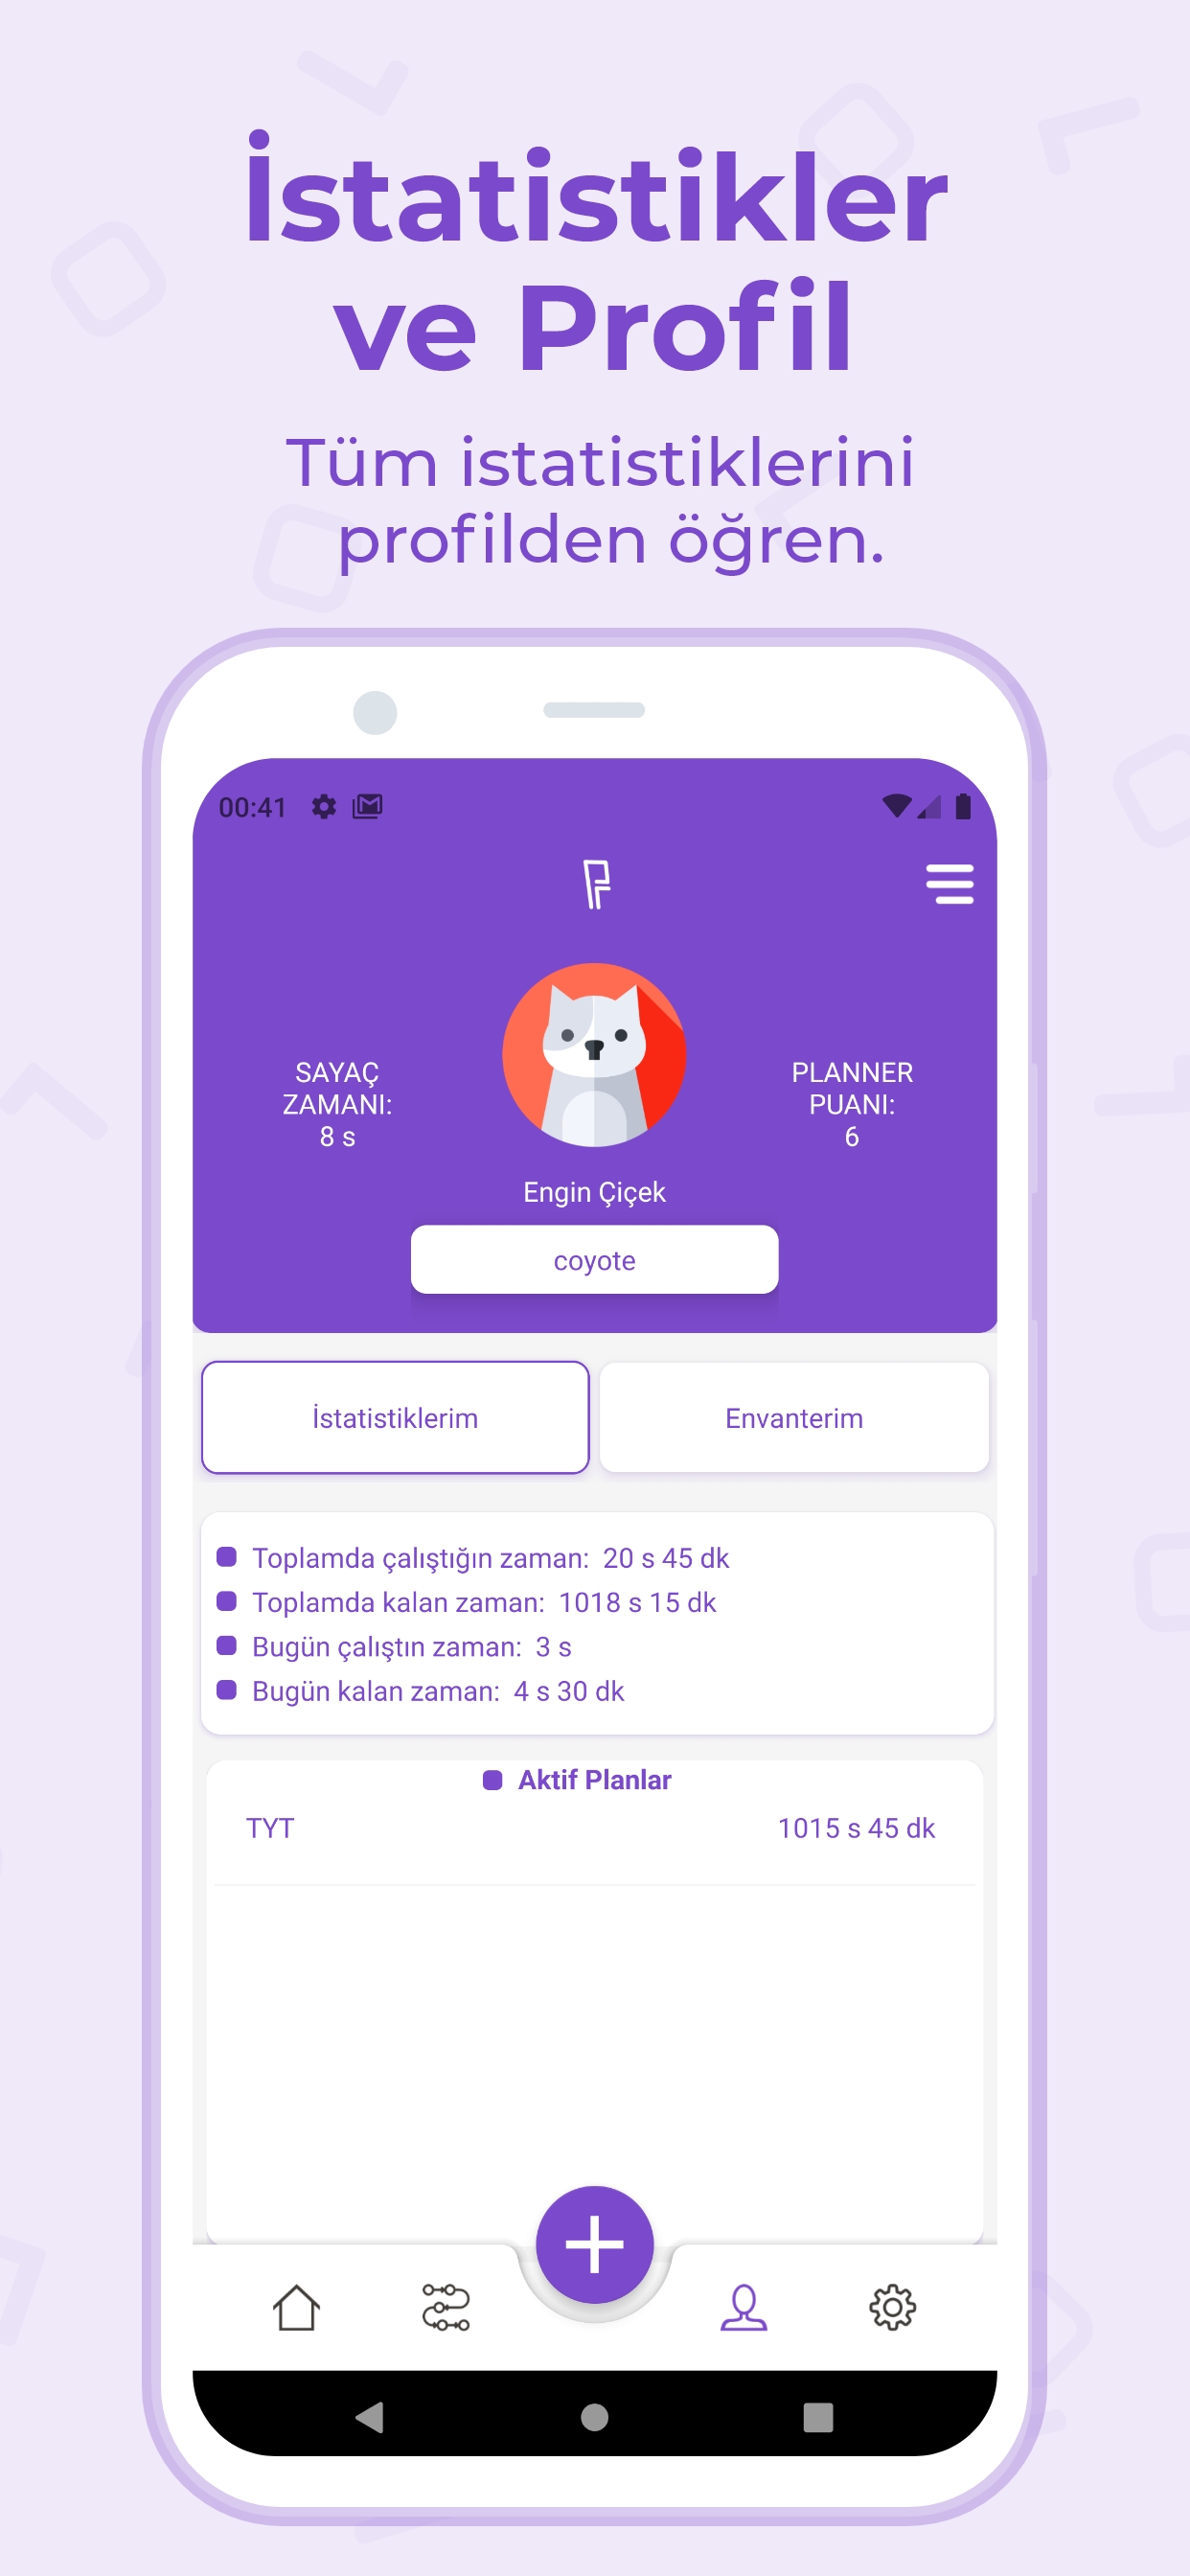 İstatistikler
ve Profil
Tüm istatistiklerini
profilden öğren.
00:41
SAYAÇ
ZAMANI:
8 s
PLANNER
PUANI:
6
Engin Çiçek
coyote
İstatistiklerim
Envanterim
Toplamda çalıştığın zaman: 20 s 45 dk
Toplamda kalan zaman: 1018 s 15 dk
Bugün çalıştın zaman: 3 s
Bugün kalan zaman: 4 s 30 dk
Aktif Planlar
TYT 1015 s 45 dk